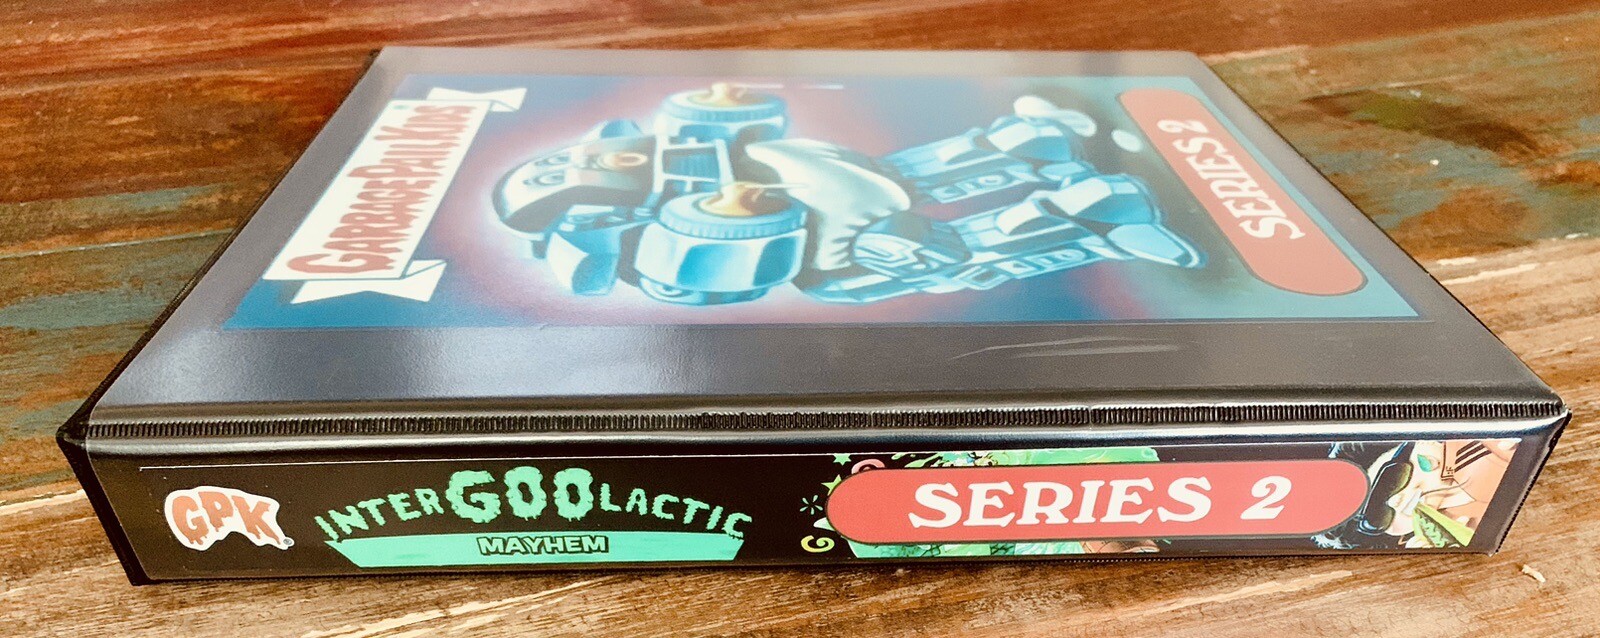 GARBAGE PAIL KIDS
SERIES 2
GPK®
INTERGOOLACTIC
MAYHEM
SERIES 2